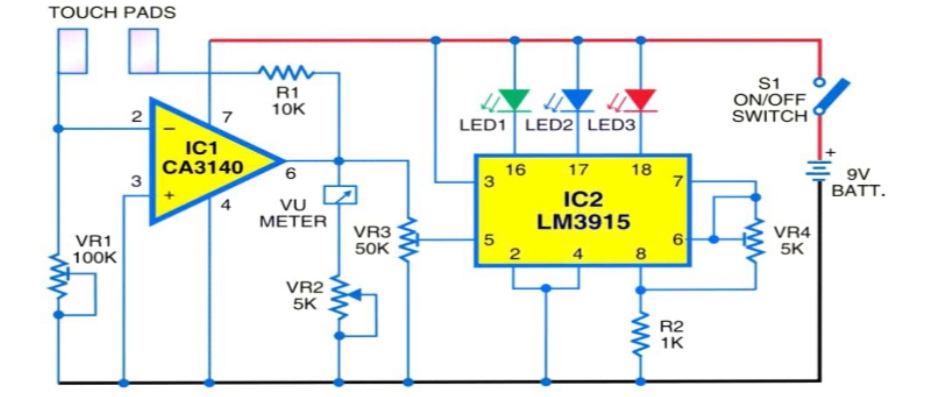 TOUCH PADS
R1
10K
S1
ON/OFF
SWITCH
LED1 LED2 LED3
2
7
−
IC1
CA3140
6
3
+
4
VU
METER
16 17 18
3
7
IC2
LM3915
5
6
2 4 8
+
9V
BATT.
VR1
100K
VR3
50K
VR4
5K
VR2
5K
R2
1K